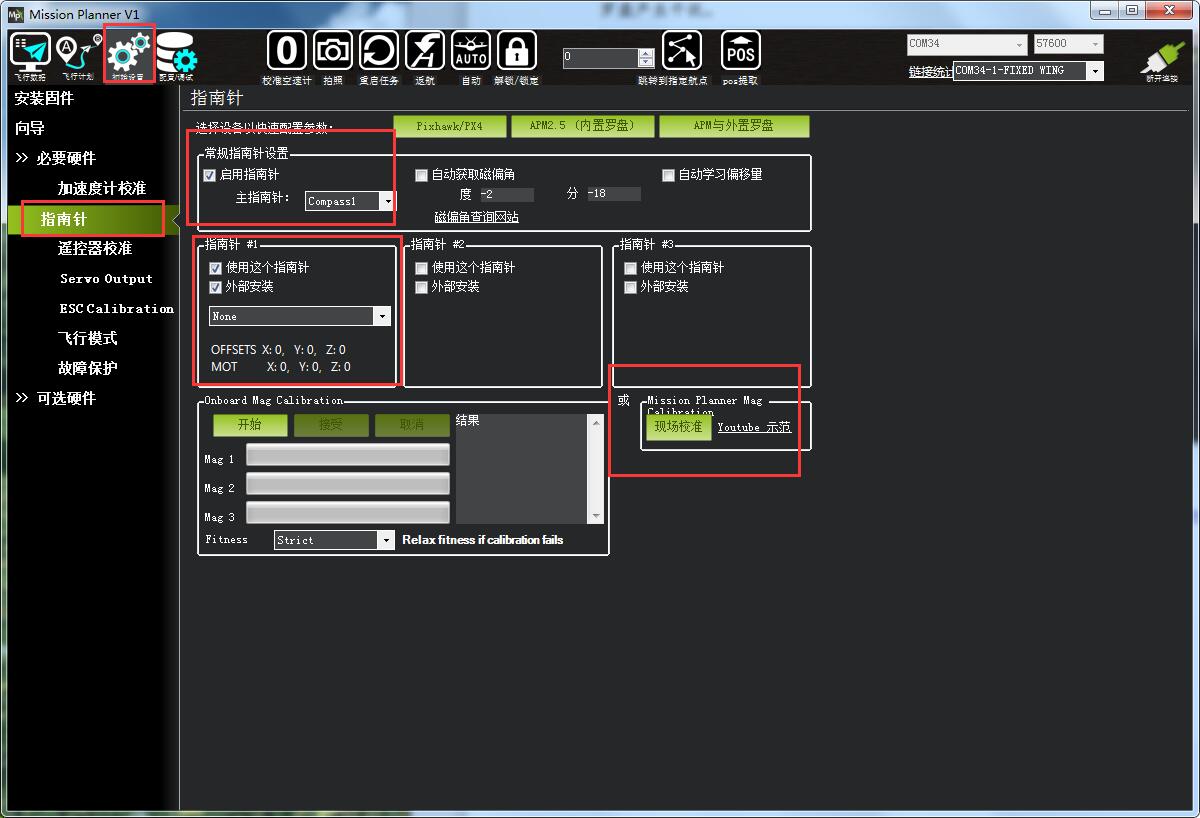 Mission Planner V1
飞行数据
飞行计划
初始设置
配置/调试
校准空速计
拍照
重启任务
返航
AUTO
自动
解锁/锁定
0
跳转到指定航点
POS
pos提取
COM34
57600
链接统计
COM34-1-FIXED WING
断开连接
安装固件
向导
>> 必要硬件
加速度计校准
指南针
遥控器校准
Servo Output
ESC Calibration
飞行模式
故障保护
>> 可选硬件
指南针
选择设备以快速配置参数:
Pixhawk/PX4
APM2.5 (内置罗盘)
APM与外置罗盘
常规指南针设置
启用指南针
主指南针:
Compass1
自动获取磁偏角
度 -2
分 -18
磁偏角查询网站
自动学习偏移量
指南针 #1
使用这个指南针
外部安装
None
OFFSETS X: 0, Y: 0, Z: 0
MOT X: 0, Y: 0, Z: 0
指南针 #2
使用这个指南针
外部安装
指南针 #3
使用这个指南针
外部安装
Onboard Mag Calibration
开始
接受
取消
结果
Mag 1
Mag 2
Mag 3
Fitness
Strict
Relax fitness if calibration fails
或
Mission Planner Mag
Calibration
现场校准
Youtube 示范